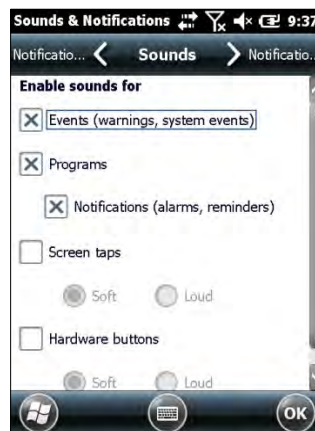 Sounds & Notifications 9:37
Notificatio... Sounds Notificatio..
Enable sounds for
Events (warnings, system events)
Programs
Notifications (alarms, reminders)
Screen taps
Soft Loud
Hardware buttons
Soft Loud
OK